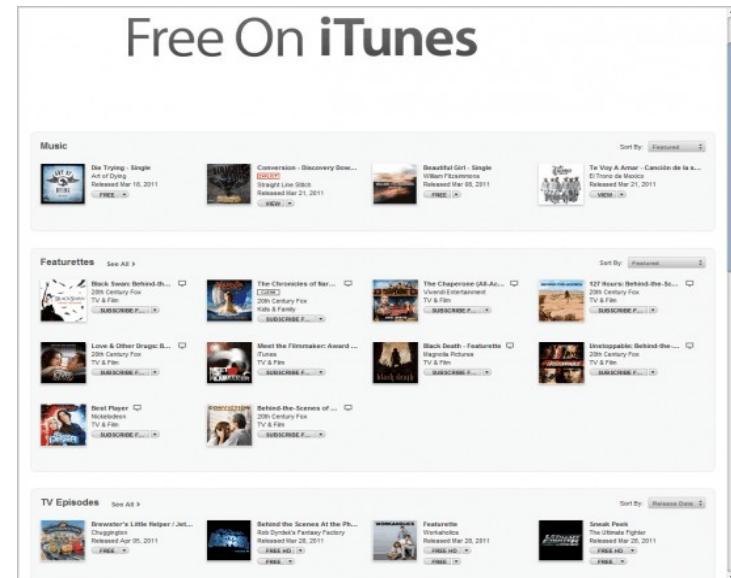 Free On iTunes
Music
Sort By: Featured
Die Trying - Single
Art of Dying
Released Mar 18, 2011
FREE
Conversion - Discovery Dow...
EXPLICIT
Straight Line Stitch
Released Mar 21, 2011
VIEW
Beautiful Girl - Single
William Fitzsimmons
Released Mar 08, 2011
FREE
Te Voy A Amar - Canción de la s...
El Trono de Mexico
Released Mar 21, 2011
VIEW
Featurettes See All >
Sort By: Featured
Black Swan: Behind-th...
20th Century Fox
TV & Film
SUBSCRIBE F...
The Chronicles of Nar...
CLEAN
20th Century Fox
Kids & Family
SUBSCRIBE F...
The Chaperone (All-Ac...
Vivendi Entertainment
TV & Film
SUBSCRIBE F...
127 Hours: Behind-the-Sc...
20th Century Fox
TV & Film
SUBSCRIBE F...
Love & Other Drugs: B...
20th Century Fox
TV & Film
SUBSCRIBE F...
Meet the Filmmaker: Award ...
iTunes
TV & Film
SUBSCRIBE F...
Black Death - Featurette
Magnolia Pictures
TV & Film
SUBSCRIBE F...
Unstoppable: Behind-the-...
20th Century Fox
TV & Film
SUBSCRIBE F...
Best Player
Nickelodeon
TV & Film
SUBSCRIBE F...
Behind-the-Scenes of ...
20th Century Fox
TV & Film
SUBSCRIBE F...
TV Episodes See All >
Sort By: Release Date
Brewster's Little Helper / Jet...
Chuggington
Released Apr 05, 2011
FREE
Behind the Scenes At the Ph...
Rob Dyrdek's Fantasy Factory
Released Mar 28, 2011
FREE HD
FREE
WORKAHOLICS
Featurette
Workaholics
Released Mar 28, 2011
FREE HD
FREE
Sneak Peek
The Ultimate Fighter
Released Mar 28, 2011
FREE HD
FREE